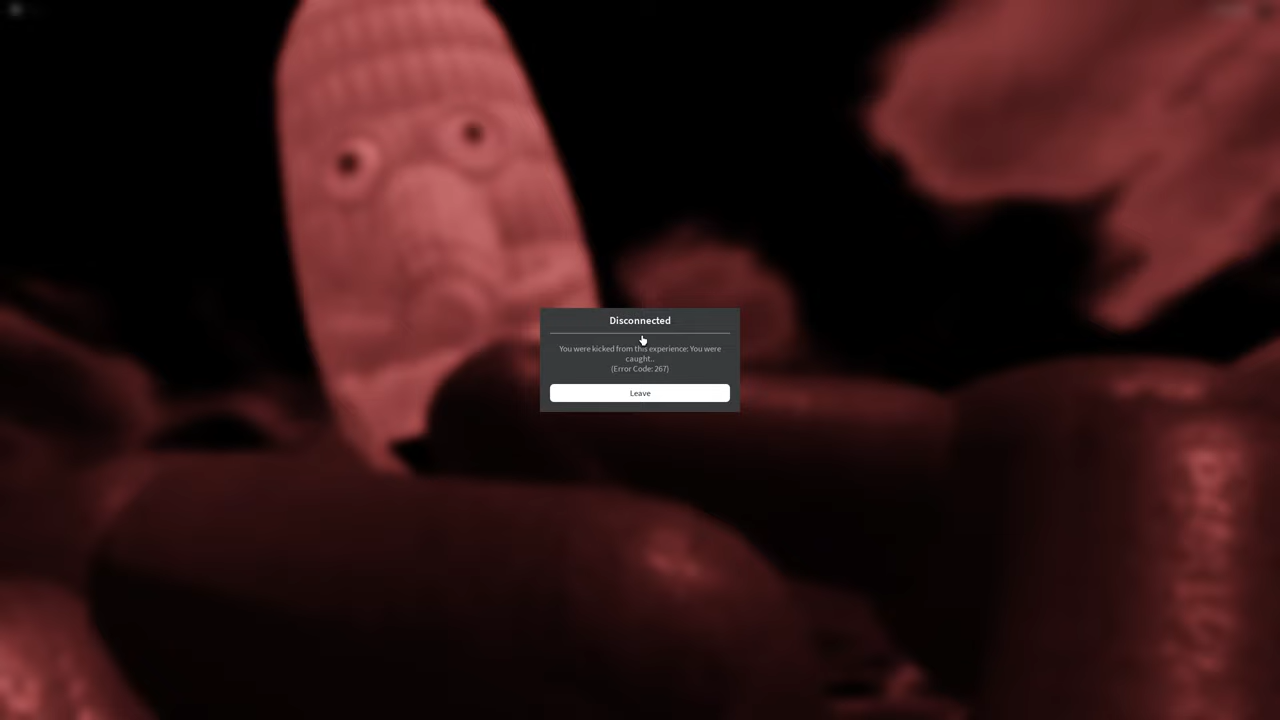 Disconnected
You were kicked from this experience: You were
caught..
(Error Code: 267)
Leave